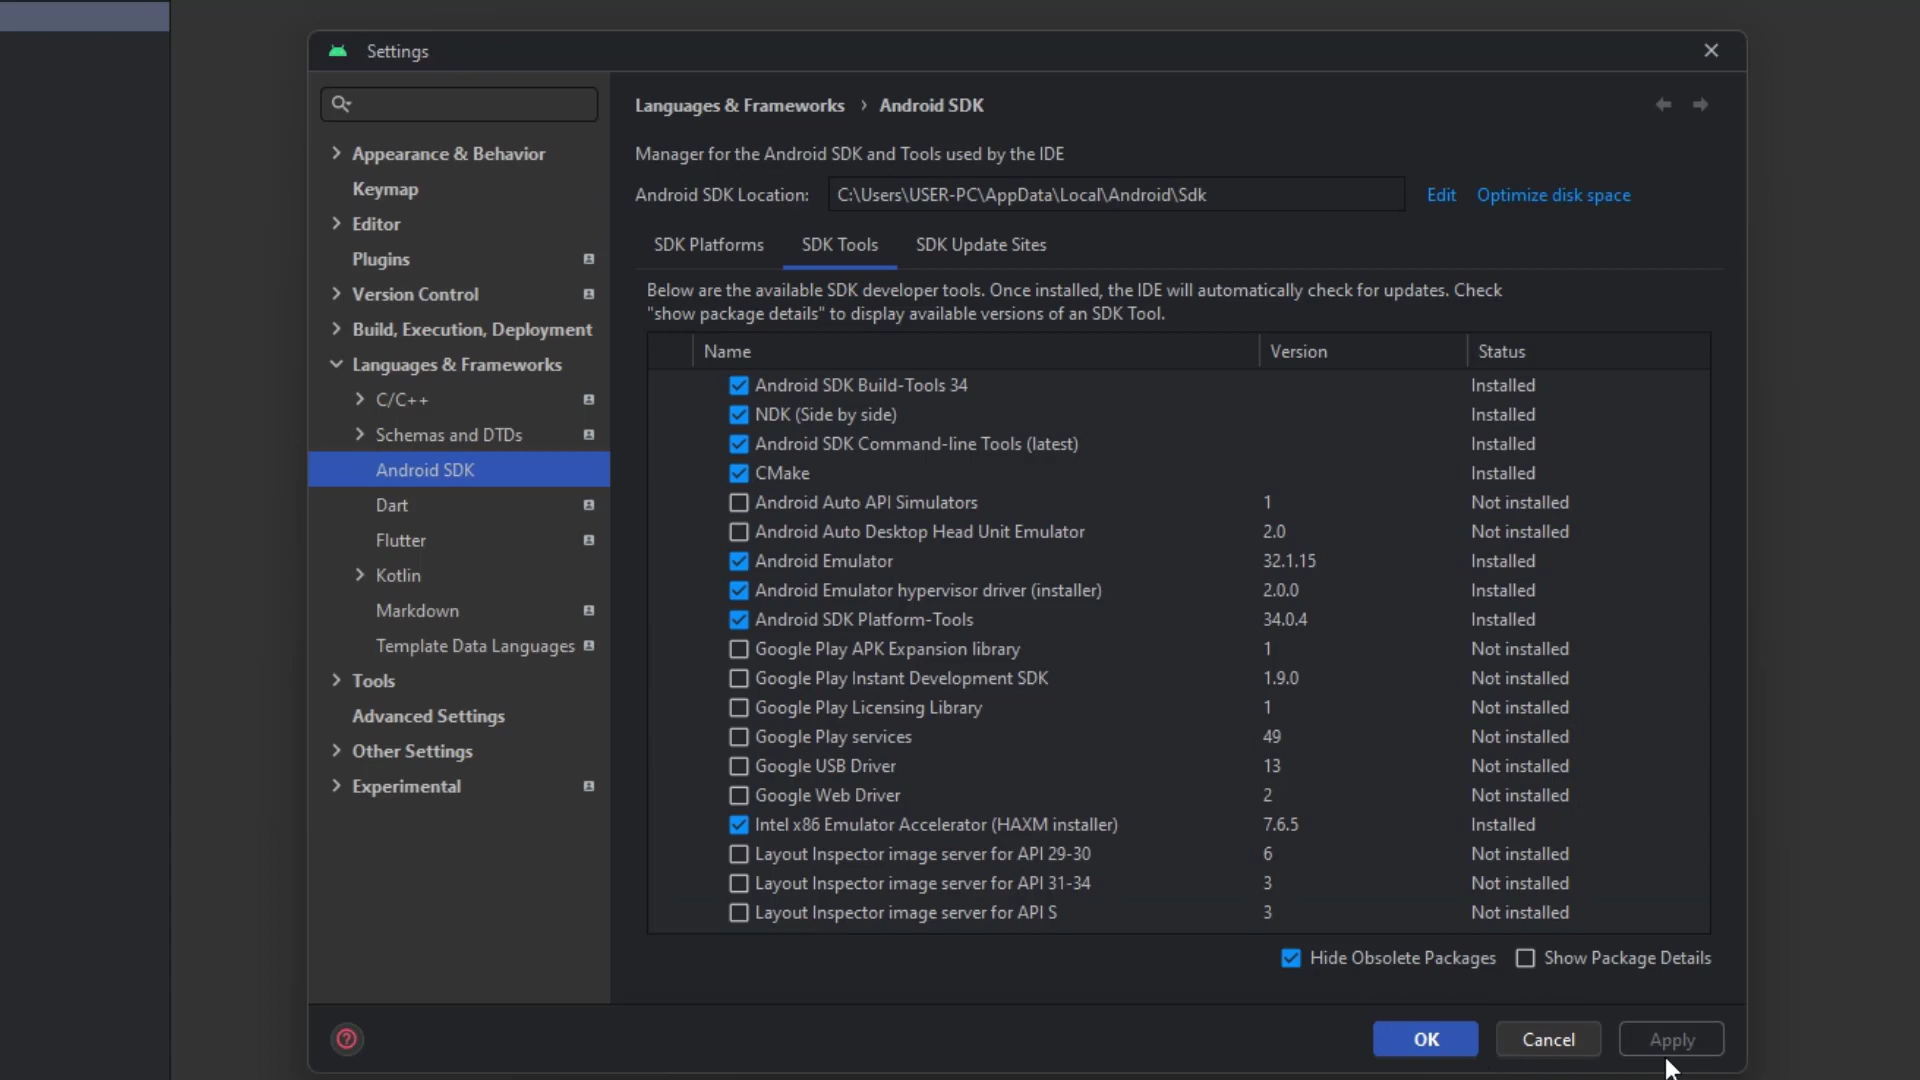 Settings
Languages & Frameworks › Android SDK
Appearance & Behavior
Keymap
Editor
Plugins
Version Control
Build, Execution, Deployment
Languages & Frameworks
C/C++
Schemas and DTDs
Android SDK
Dart
Flutter
Kotlin
Markdown
Template Data Languages
Tools
Advanced Settings
Other Settings
Experimental
Manager for the Android SDK and Tools used by the IDE
Android SDK Location: C:\Users\USER-PC\AppData\Local\Android\Sdk Edit Optimize disk space
SDK Platforms SDK Tools SDK Update Sites
Below are the available SDK developer tools. Once installed, the IDE will automatically check for updates. Check
"show package details" to display available versions of an SDK Tool.
Name Version Status
Android SDK Build-Tools 34 Installed
NDK (Side by side) Installed
Android SDK Command-line Tools (latest) Installed
CMake Installed
Android Auto API Simulators 1 Not installed
Android Auto Desktop Head Unit Emulator 2.0 Not installed
Android Emulator 32.1.15 Installed
Android Emulator hypervisor driver (installer) 2.0.0 Installed
Android SDK Platform-Tools 34.0.4 Installed
Google Play APK Expansion library 1 Not installed
Google Play Instant Development SDK 1.9.0 Not installed
Google Play Licensing Library 1 Not installed
Google Play services 49 Not installed
Google USB Driver 13 Not installed
Google Web Driver 2 Not installed
Intel x86 Emulator Accelerator (HAXM installer) 7.6.5 Installed
Layout Inspector image server for API 29-30 6 Not installed
Layout Inspector image server for API 31-34 3 Not installed
Layout Inspector image server for API S 3 Not installed
Hide Obsolete Packages Show Package Details
? OK Cancel Apply